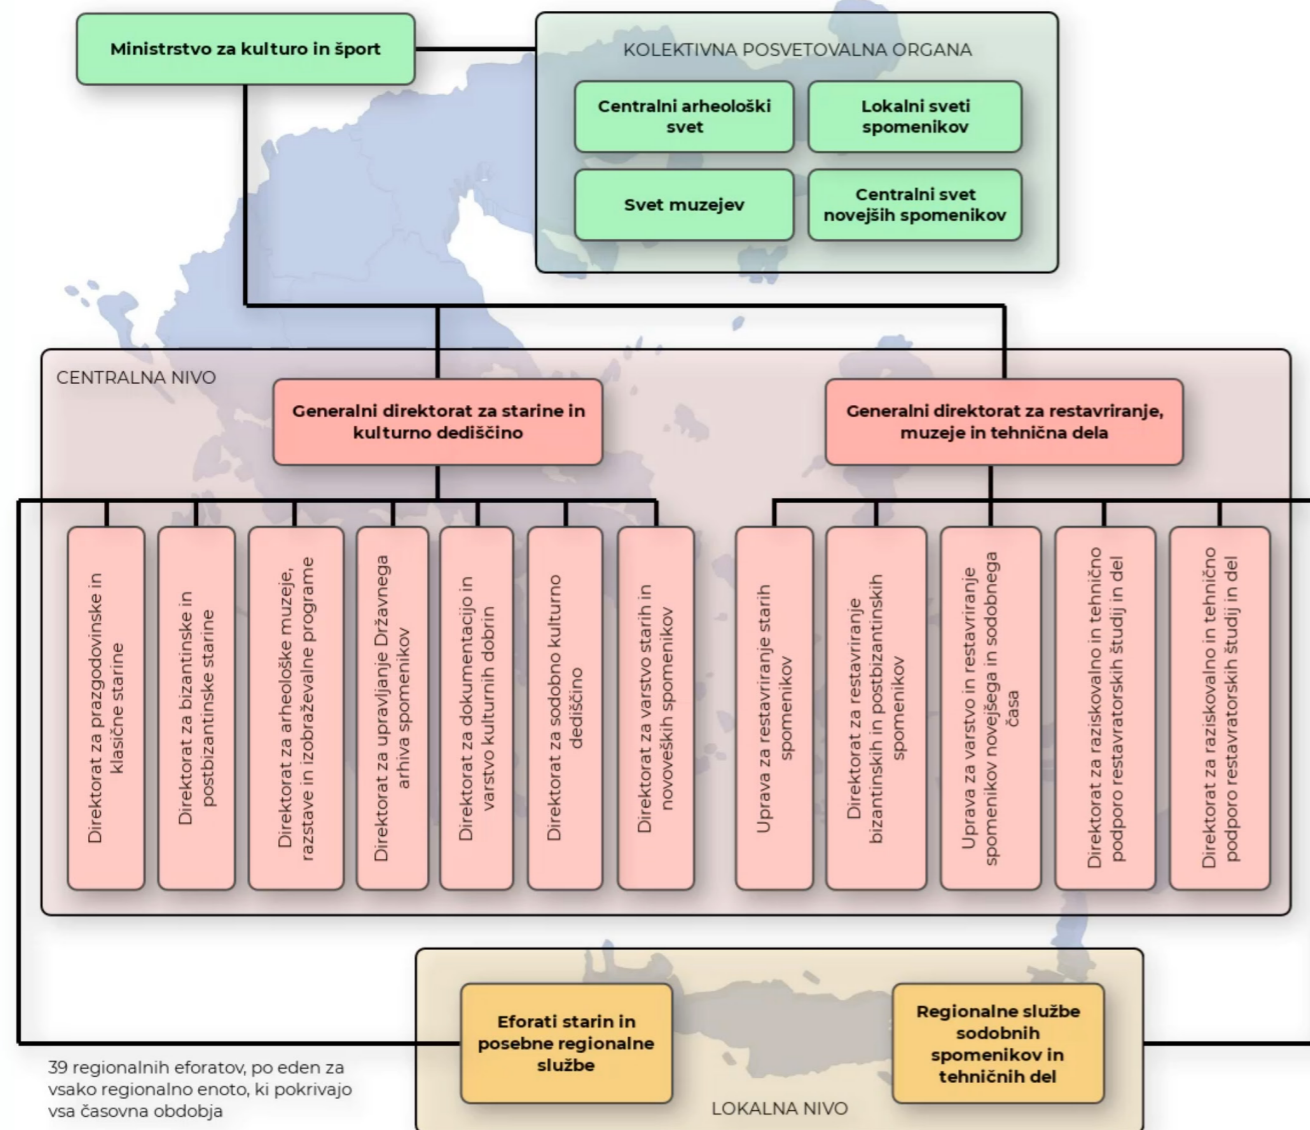 Ministrstvo za kulturo in šport
KOLEKTIVNA POSVETOVALNA ORGANA
Centralni arheološki
svet
Lokalni sveti
spomenikov
Svet muzejev
Centralni svet
novejših spomenikov
CENTRALNA NIVO
Generalni direktorat za starine in
kulturno dediščino
Generalni direktorat za restavriranje,
muzeje in tehnična dela
Direktorat za prazgodovinske in
klasične starine
Direktorat za bizantinske in
postbizantinske starine
Direktorat za arheološke muzeje,
razstave in izobraževalne programe
Direktorat za upravljanje Državnega
arhiva spomenikov
Direktorat za dokumentacijo in
varstvo kulturnih dobrin
Direktorat za sodobno kulturno
dediščino
Direktorat za varstvo starih in
novoveških spomenikov
Uprava za restavriranje starih
spomenikov
Direktorat za restavriranje
bizantinskih in postbizantinskih
spomenikov
Uprava za varstvo in restavriranje
spomenikov novejšega in sodobnega
časa
Direktorat za raziskovalno in tehnično
podporo restavratorskih študij in del
Direktorat za raziskovalno in tehnično
podporo restavratorskih študij in del
Eforati starin in
posebne regionalne
službe
Regionalne službe
sodobnih
spomenikov in
tehničnih del
39 regionalnih eforatov, po eden za
vsako regionalno enoto, ki pokrivajo
vsa časovna obdobja
LOKALNA NIVO